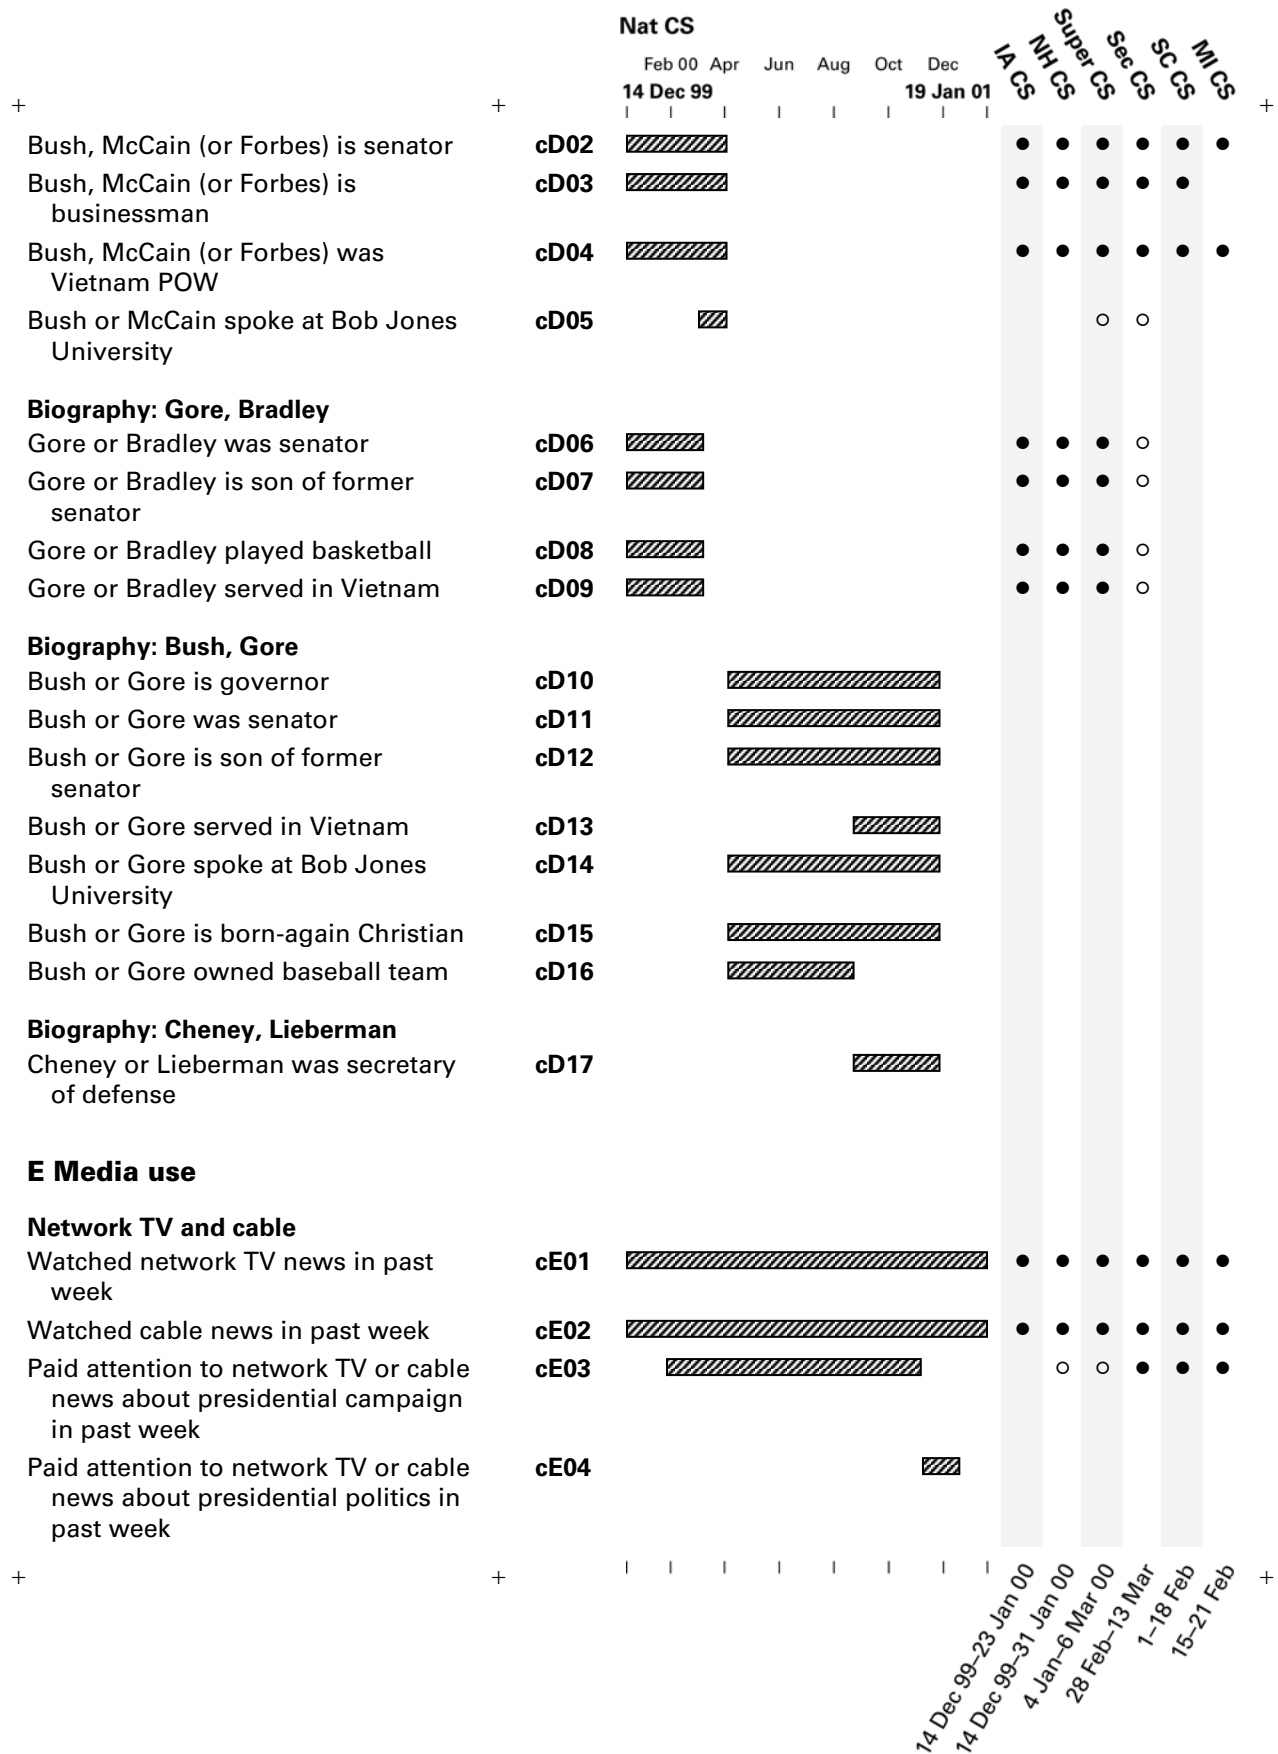 Nat CS
Feb 00 Apr Jun Aug Oct Dec
14 Dec 99 19 Jan 01
IA CS NH CS Super CS Sec CS SC CS MI CS
Bush, McCain (or Forbes) is senator cD02
Bush, McCain (or Forbes) is cD03
businessman
Bush, McCain (or Forbes) was cD04
Vietnam POW
Bush or McCain spoke at Bob Jones cD05
University
Biography: Gore, Bradley
Gore or Bradley was senator cD06
Gore or Bradley is son of former cD07
senator
Gore or Bradley played basketball cD08
Gore or Bradley served in Vietnam cD09
Biography: Bush, Gore
Bush or Gore is governor cD10
Bush or Gore was senator cD11
Bush or Gore is son of former cD12
senator
Bush or Gore served in Vietnam cD13
Bush or Gore spoke at Bob Jones cD14
University
Bush or Gore is born-again Christian cD15
Bush or Gore owned baseball team cD16
Biography: Cheney, Lieberman
Cheney or Lieberman was secretary cD17
of defense
E Media use
Network TV and cable
Watched network TV news in past cE01
week
Watched cable news in past week cE02
Paid attention to network TV or cable cE03
news about presidential campaign
in past week
Paid attention to network TV or cable cE04
news about presidential politics in
past week
14 Dec 99–23 Jan 00
14 Dec 99–31 Jan 00
4 Jan–6 Mar 00
28 Feb–13 Mar
1–18 Feb
15–21 Feb